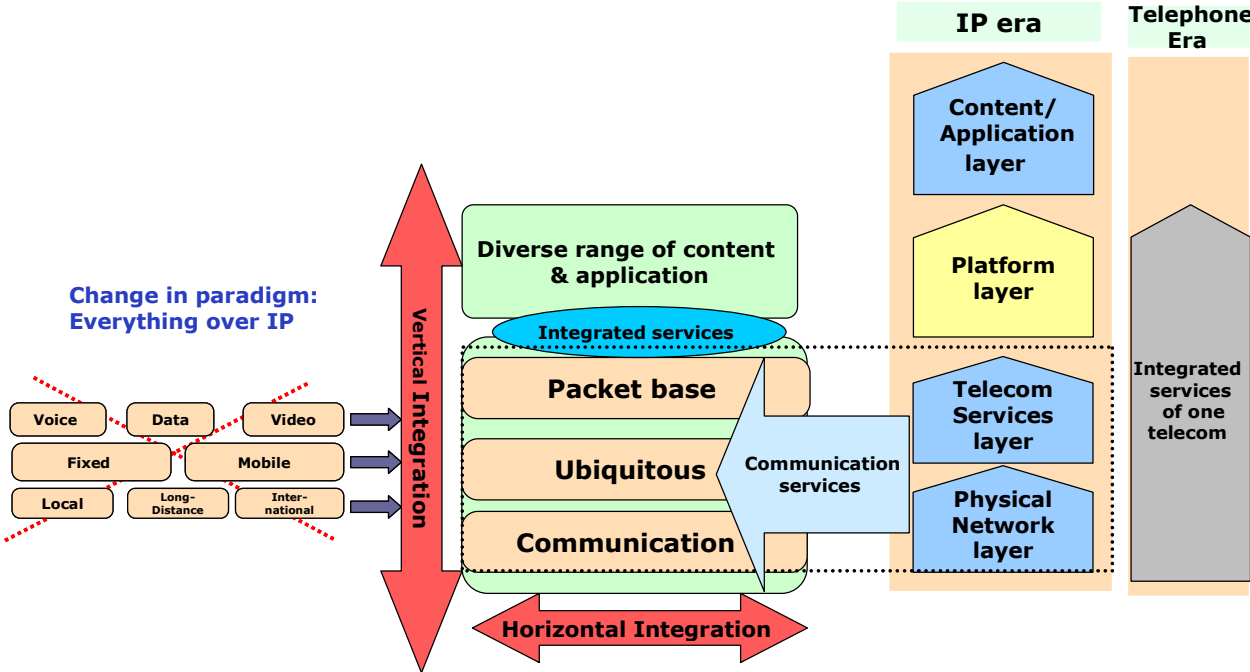 IP era
Telephone
Era
Content/
Application
layer
Diverse range of content
& application
Platform
layer
Change in paradigm:
Everything over IP
Vertical Integration
Integrated services
Packet base
Telecom
Services
layer
Integrated
services
of one
telecom
Voice
Data
Video
Fixed
Mobile
Ubiquitous
Communication
services
Local
Long-
Distance
Inter-
national
Communication
Physical
Network
layer
Horizontal Integration